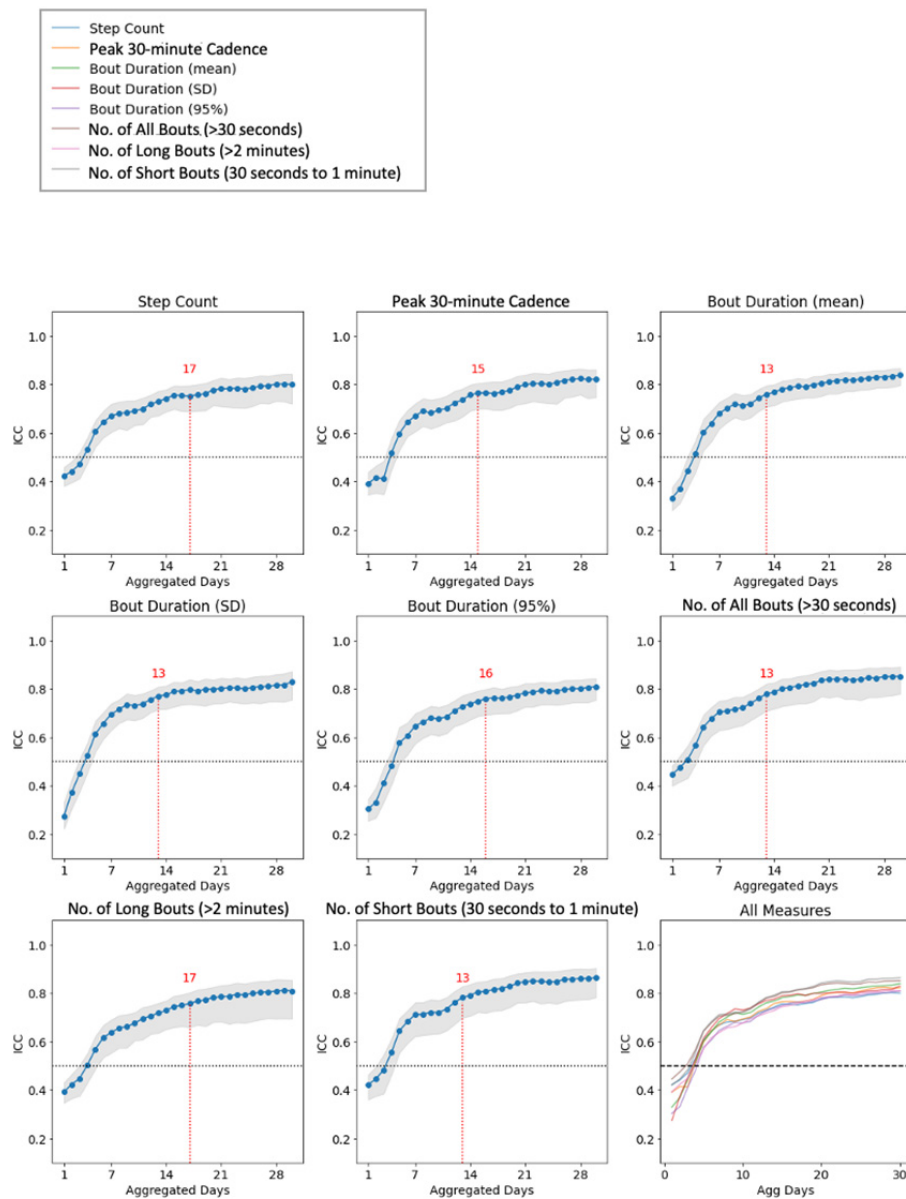 Step Count
Peak 30-minute Cadence
Bout Duration (mean)
Bout Duration (SD)
Bout Duration (95%)
No. of All Bouts (>30 seconds)
No. of Long Bouts (>2 minutes)
No. of Short Bouts (30 seconds to 1 minute)
Step Count
1.0
0.8
0.6
0.4
0.2
ICC
17
1 7 14 21 28
Aggregated Days
Peak 30-minute Cadence
1.0
0.8
0.6
0.4
0.2
ICC
15
1 7 14 21 28
Aggregated Days
Bout Duration (mean)
1.0
0.8
0.6
0.4
0.2
ICC
13
1 7 14 21 28
Aggregated Days
Bout Duration (SD)
1.0
0.8
0.6
0.4
0.2
ICC
13
1 7 14 21 28
Aggregated Days
Bout Duration (95%)
1.0
0.8
0.6
0.4
0.2
ICC
16
1 7 14 21 28
Aggregated Days
No. of All Bouts (>30 seconds)
1.0
0.8
0.6
0.4
0.2
ICC
13
1 7 14 21 28
Aggregated Days
No. of Long Bouts (>2 minutes)
1.0
0.8
0.6
0.4
0.2
ICC
17
1 7 14 21 28
Aggregated Days
No. of Short Bouts (30 seconds to 1 minute)
1.0
0.8
0.6
0.4
0.2
ICC
13
1 7 14 21 28
Aggregated Days
All Measures
1.0
0.8
0.6
0.4
0.2
ICC
0 10 20 30
Agg Days